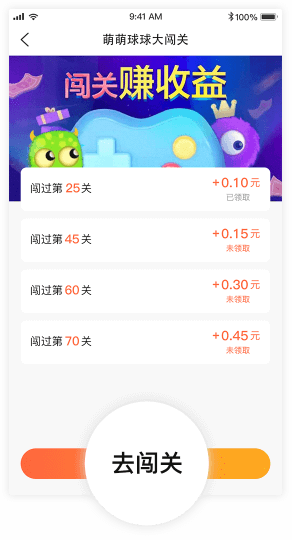 9:41 AM
100%
萌萌球球大闯关
闯关赚收益
闯过第 25 关
+0.10 元
已领取
闯过第 45 关
+0.15 元
未领取
闯过第 60 关
+0.30 元
未领取
闯过第 70 关
+0.45 元
未领取
去闯关